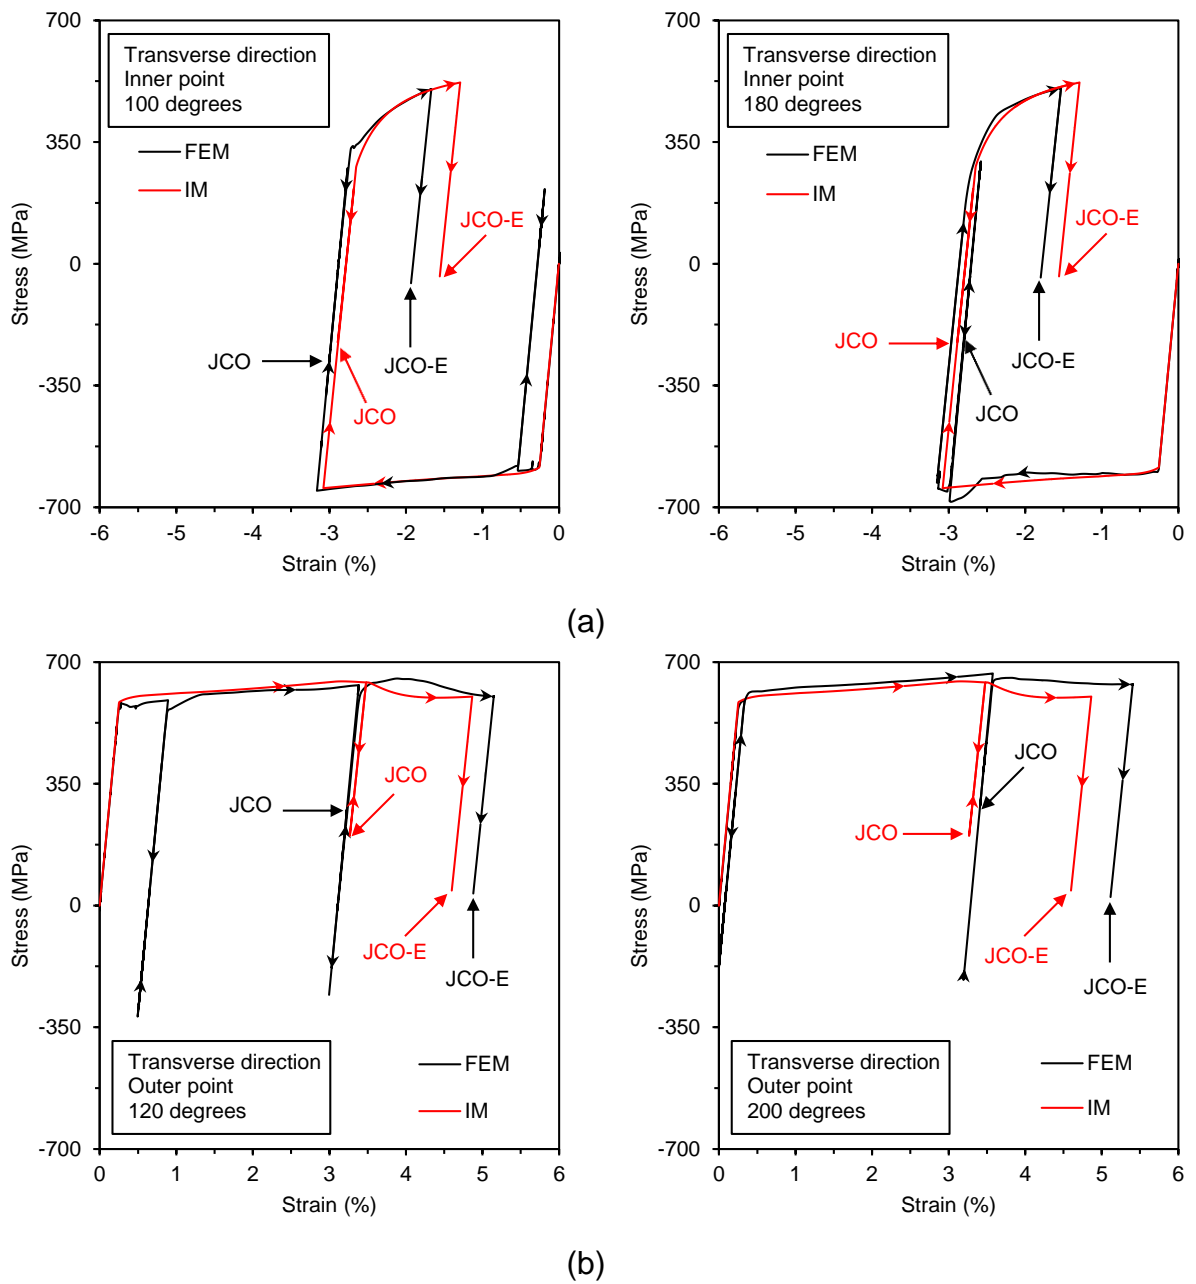 700
350
0
-350
-700
Stress (MPa)
Transverse direction
Inner point
100 degrees
FEM
IM
JCO-E
JCO
JCO-E
JCO
-6
-5
-4
-3
-2
-1
0
Strain (%)
700
350
0
-350
-700
Stress (MPa)
Transverse direction
Inner point
180 degrees
FEM
IM
JCO-E
JCO
JCO-E
JCO
-6
-5
-4
-3
-2
-1
0
Strain (%)
(a)
700
350
0
-350
-700
Stress (MPa)
JCO
JCO
JCO-E
JCO-E
Transverse direction
Outer point
120 degrees
FEM
IM
0
1
2
3
4
5
6
Strain (%)
700
350
0
-350
-700
Stress (MPa)
JCO
JCO
JCO-E
JCO-E
Transverse direction
Outer point
200 degrees
FEM
IM
0
1
2
3
4
5
6
Strain (%)
(b)